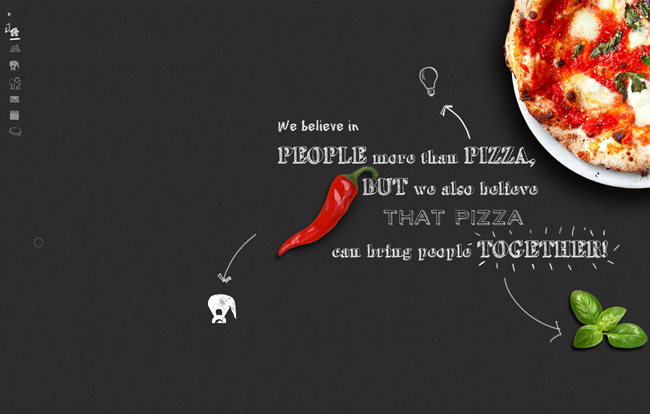 We believe in
PEOPLE more than PIZZA,
BUT we also believe
THAT PIZZA
can bring people TOGETHER!